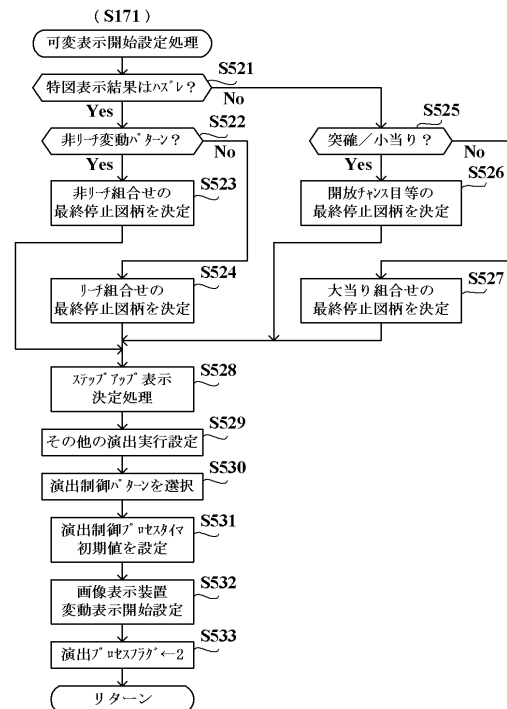 (S171)
可変表示開始設定処理
S521
特図表示結果はﾊｽﾞﾚ？
Yes
No
S522
非ﾘｰﾁ変動ﾊﾟﾀｰﾝ？
Yes
No
S525
突確／小当り？
Yes
No
S523
非ﾘｰﾁ組合せの
最終停止図柄を決定
S526
開放ﾁｬﾝｽ目等の
最終停止図柄を決定
S524
ﾘｰﾁ組合せの
最終停止図柄を決定
S527
大当り組合せの
最終停止図柄を決定
S528
ｽﾃｯﾌﾟｱｯﾌﾟ表示
決定処理
S529
その他の演出実行設定
S530
演出制御ﾊﾟﾀｰﾝを選択
S531
演出制御ﾌﾟﾛｾｽﾀｲﾏ
初期値を設定
S532
画像表示装置
変動表示開始設定
S533
演出ﾌﾟﾛｾｽﾌﾗｸﾞ←2
リターン